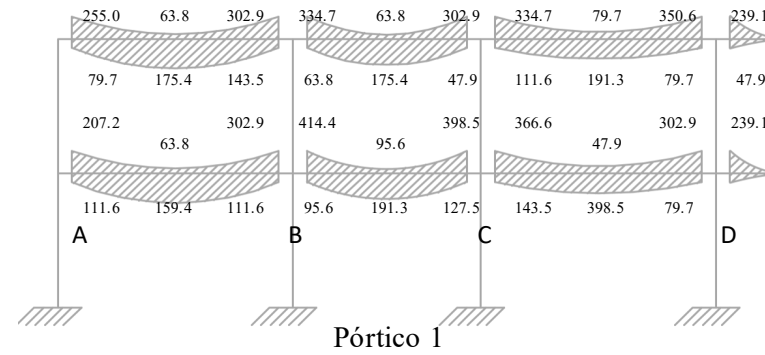 255.0 63.8 302.9 334.7 63.8 302.9 334.7 79.7 350.6 239.1
79.7 175.4 143.5 63.8 175.4 47.9 111.6 191.3 79.7 47.9
207.2 302.9 414.4 398.5 366.6 302.9 239.1
63.8 95.6 47.9
111.6 159.4 111.6 95.6 191.3 127.5 143.5 398.5 79.7
A B C D
Pórtico 1